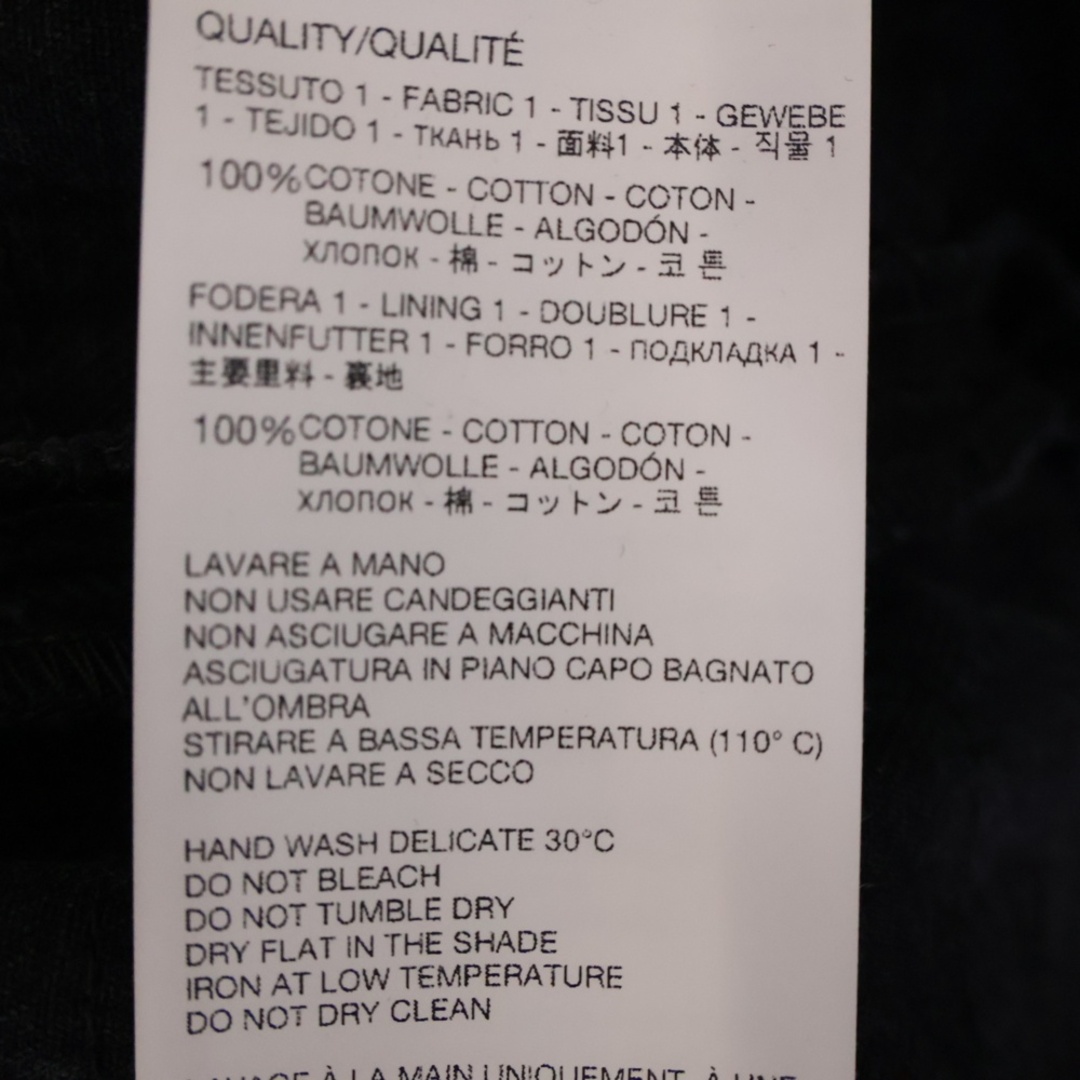 QUALITY/QUALITÉ
TESSUTO 1 - FABRIC 1 - TISSU 1 - GEWEBE
1 - TEJIDO 1 - ТКАНЬ 1 - 面料1 - 本体 - 직물 1
100% COTONE - COTTON - COTON -
BAUMWOLLE - ALGODÓN -
ХЛОПОК - 棉 - コットン - 코 튼
FODERA 1 - LINING 1 - DOUBLURE 1 -
INNENFUTTER 1 - FORRO 1 - ПОДКЛАДКА 1 -
主要里料 - 裏地
100% COTONE - COTTON - COTON -
BAUMWOLLE - ALGODÓN -
ХЛОПОК - 棉 - コットン - 코 튼
LAVARE A MANO
NON USARE CANDEGGIANTI
NON ASCIUGARE A MACCHINA
ASCIUGATURA IN PIANO CAPO BAGNATO
ALL'OMBRA
STIRARE A BASSA TEMPERATURA (110° C)
NON LAVARE A SECCO
HAND WASH DELICATE 30°C
DO NOT BLEACH
DO NOT TUMBLE DRY
DRY FLAT IN THE SHADE
IRON AT LOW TEMPERATURE
DO NOT DRY CLEAN
LAVAGE À LA MAIN UNIQUEMENT, À UNE